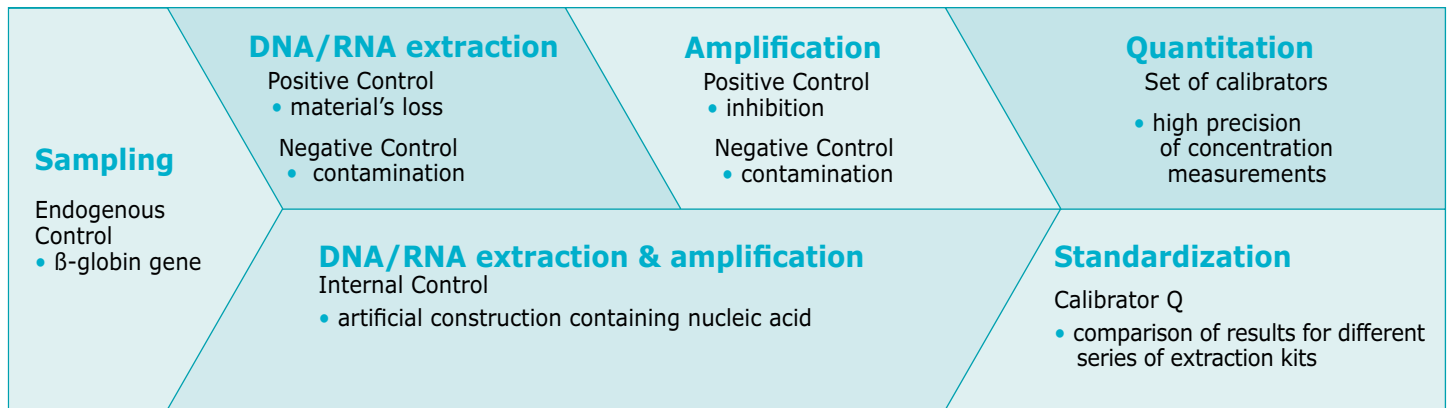 Sampling
Endogenous
Control
• ß-globin gene
DNA/RNA extraction
Positive Control
• material's loss
Negative Control
• contamination
Amplification
Positive Control
• inhibition
Negative Control
• contamination
Quantitation
Set of calibrators
• high precision
of concentration
measurements
DNA/RNA extraction & amplification
Internal Control
• artificial construction containing nucleic acid
Standardization
Calibrator Q
• comparison of results for different
series of extraction kits